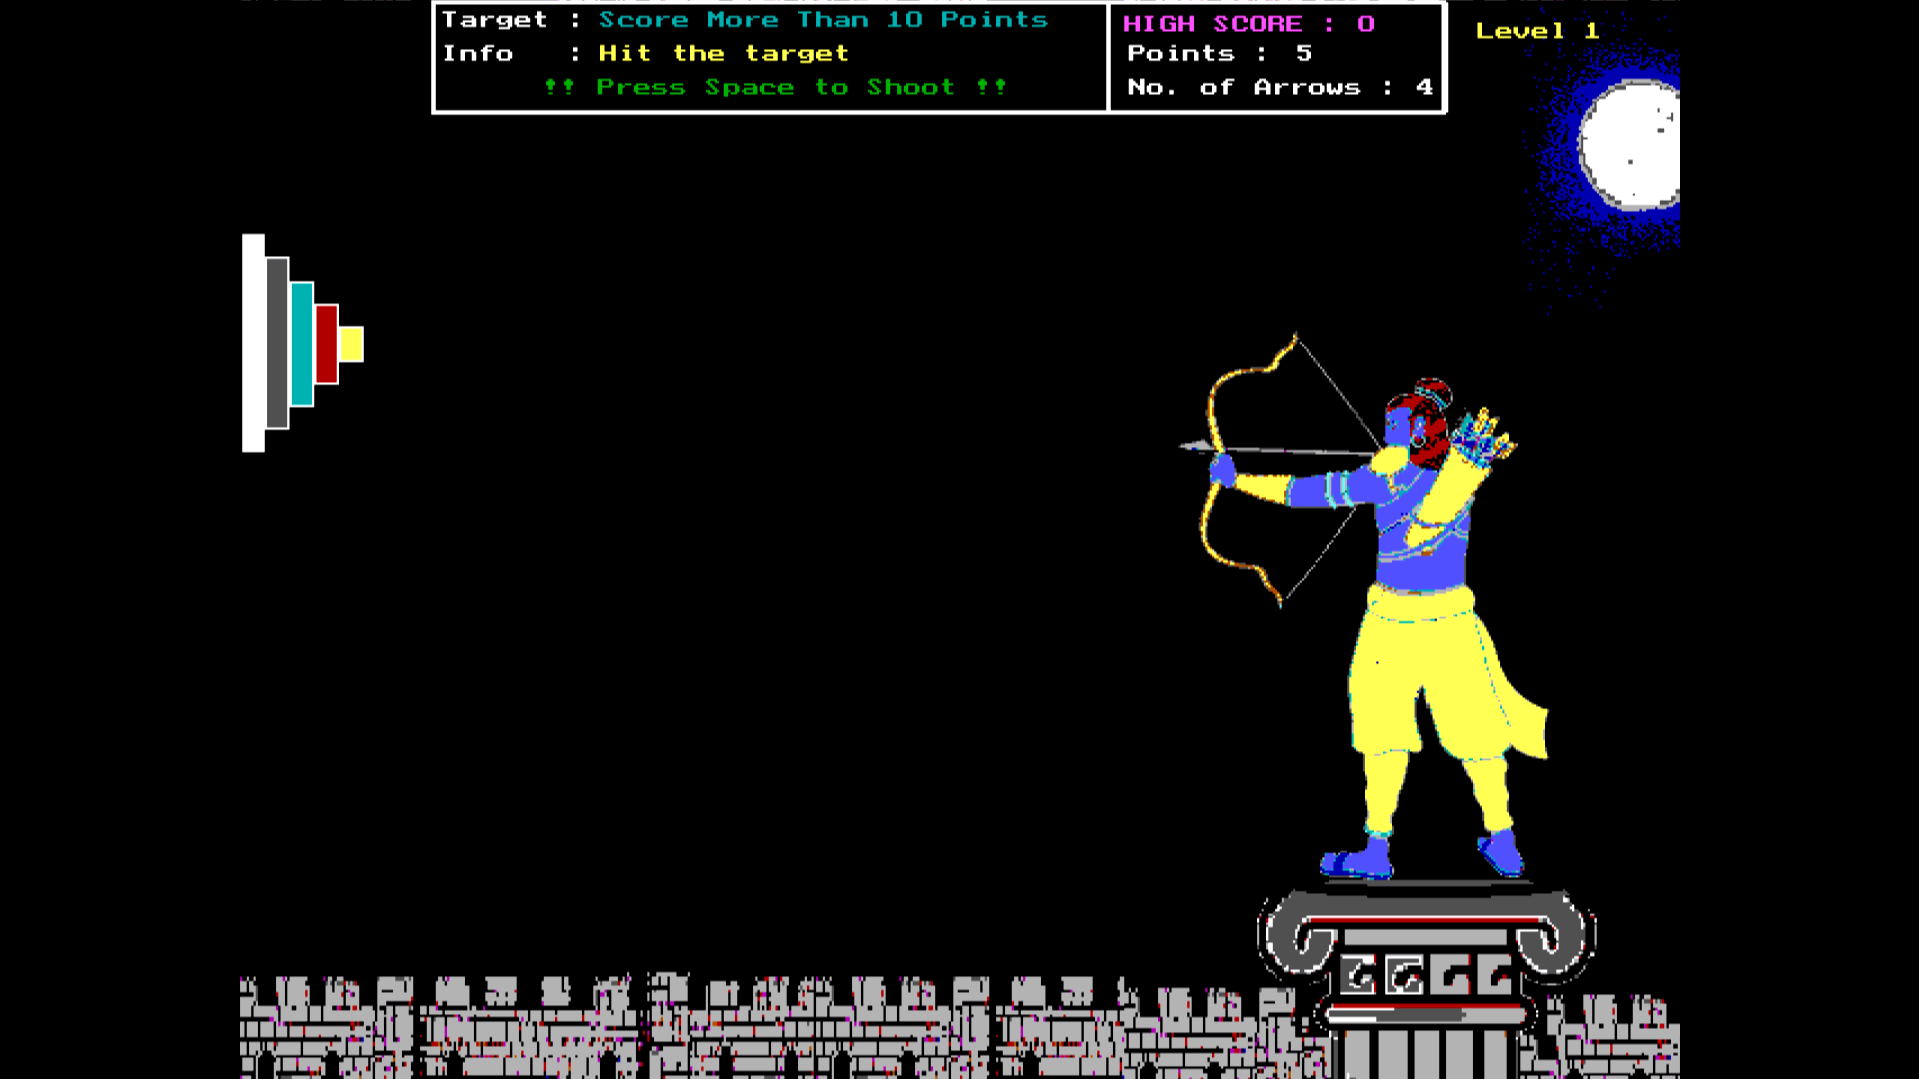 Target : Score More Than 10 Points
Info : Hit the target
!! Press Space to Shoot !!
HIGH SCORE : 0
Points : 5
No. of Arrows : 4
Level 1